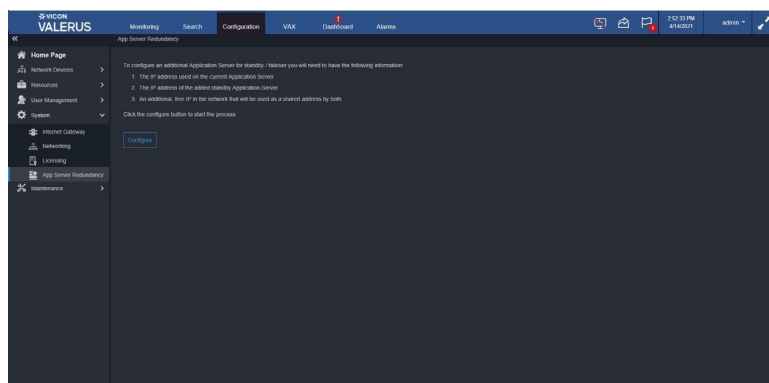 VICON
VALERUS
Monitoring
Search
Configuration
VAX
Dashboard
Alarms
2:52:33 PM
4/14/2021
admin
App Server Redundancy
Home Page
Network Devices
Resources
User Management
System
Internet Gateway
Networking
Licensing
App Server Redundancy
Maintenance
To configure an additional Application Server for standby / failover you will need to have the following information:
1. The IP address used on the current Application Server
2. The IP address of the added standby Application Server
3. An additional, free IP in the network that will be used as a shared address by both
Click the configure button to start the process
Configure